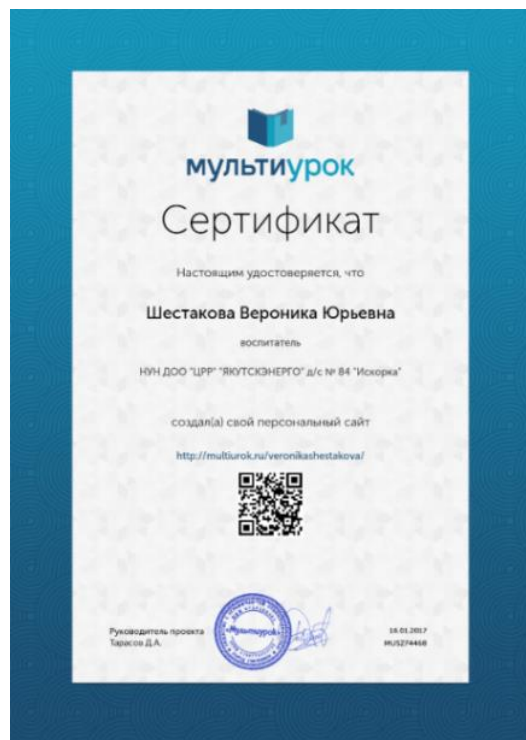 мультиурок
Сертификат
Настоящим удостоверяется, что
Шестакова Вероника Юрьевна
воспитатель
НУН ДОО "ЦРР" "ЯКУТСКЭНЕРГО" д/с № 84 "Искорка"
создал(а) свой персональный сайт
http://multiurok.ru/veronikashestakova/
Руководитель проекта
Тарасов Д.А.
Мультиурок
16.01.2017